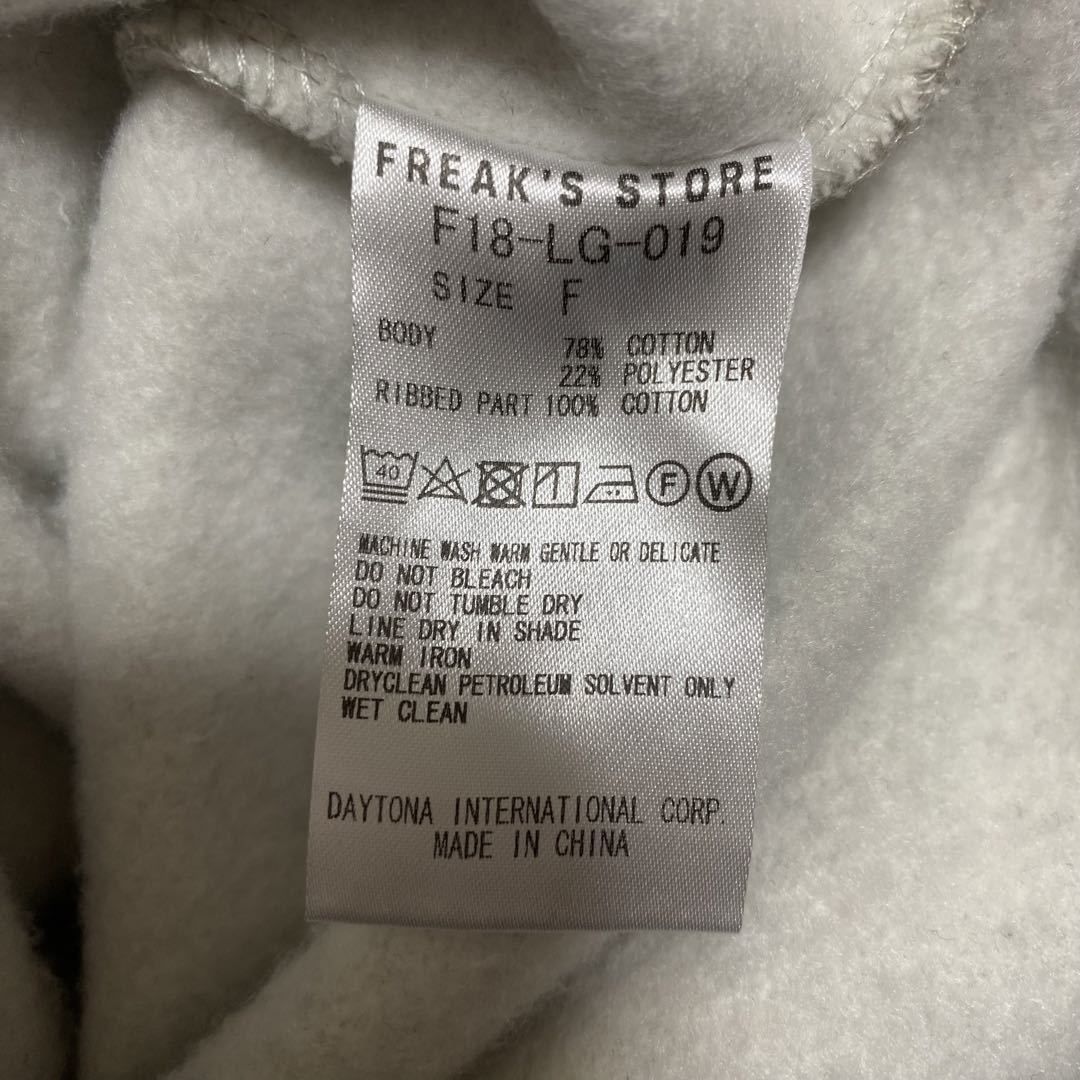 FREAK'S STORE
F18-LG-019
SIZE F
BODY 78% COTTON
22% POLYESTER
RIBBED PART 100% COTTON
40 F W
MACHINE WASH WARM GENTLE OR DELICATE
DO NOT BLEACH
DO NOT TUMBLE DRY
LINE DRY IN SHADE
WARM IRON
DRYCLEAN PETROLEUM SOLVENT ONLY
WET CLEAN
DAYTONA INTERNATIONAL CORP.
MADE IN CHINA